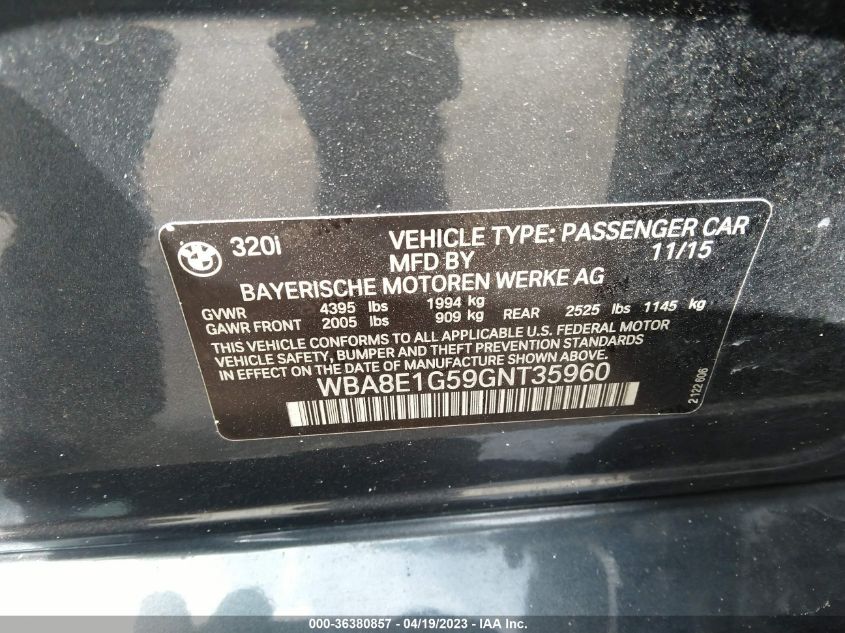 BMW
320i
VEHICLE TYPE: PASSENGER CAR
MFD BY 11/15
BAYERISCHE MOTOREN WERKE AG
GVWR 4395 lbs 1994 kg
GAWR FRONT 2005 lbs 909 kg REAR 2525 lbs 1145 kg
THIS VEHICLE CONFORMS TO ALL APPLICABLE U.S. FEDERAL MOTOR
VEHICLE SAFETY, BUMPER AND THEFT PREVENTION STANDARDS
IN EFFECT ON THE DATE OF MANUFACTURE SHOWN ABOVE.
WBA8E1G59GNT35960
2 122 606
000-36380857 - 04/19/2023 - IAAI.COM